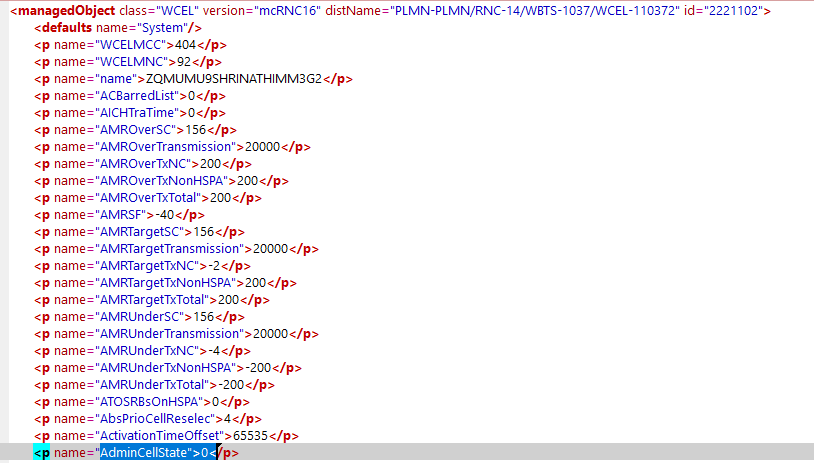 <managedObject class="WCEL" version="mcRNC16" distName="PLMN-PLMN/RNC-14/WBTS-1037/WCEL-110372" id="2221102">
<defaults name="System"/>
<p name="WCELMCC">404</p>
<p name="WCELMNC">92</p>
<p name="name">ZQMUMU9SHRINATHIMM3G2</p>
<p name="ACBarredList">0</p>
<p name="AICHTraTime">0</p>
<p name="AMROverSC">156</p>
<p name="AMROverTransmission">20000</p>
<p name="AMROverTxNC">200</p>
<p name="AMROverTxNonHSPA">200</p>
<p name="AMROverTxTotal">200</p>
<p name="AMRSF">-40</p>
<p name="AMRTargetSC">156</p>
<p name="AMRTargetTransmission">20000</p>
<p name="AMRTargetTxNC">-2</p>
<p name="AMRTargetTxNonHSPA">200</p>
<p name="AMRTargetTxTotal">200</p>
<p name="AMRUnderSC">156</p>
<p name="AMRUnderTransmission">20000</p>
<p name="AMRUnderTxNC">-4</p>
<p name="AMRUnderTxNonHSPA">-200</p>
<p name="AMRUnderTxTotal">-200</p>
<p name="ATOSRBsOnHSPA">0</p>
<p name="AbsPrioCellReselec">4</p>
<p name="ActivationTimeOffset">65535</p>
<p name="AdminCellState">0</p>